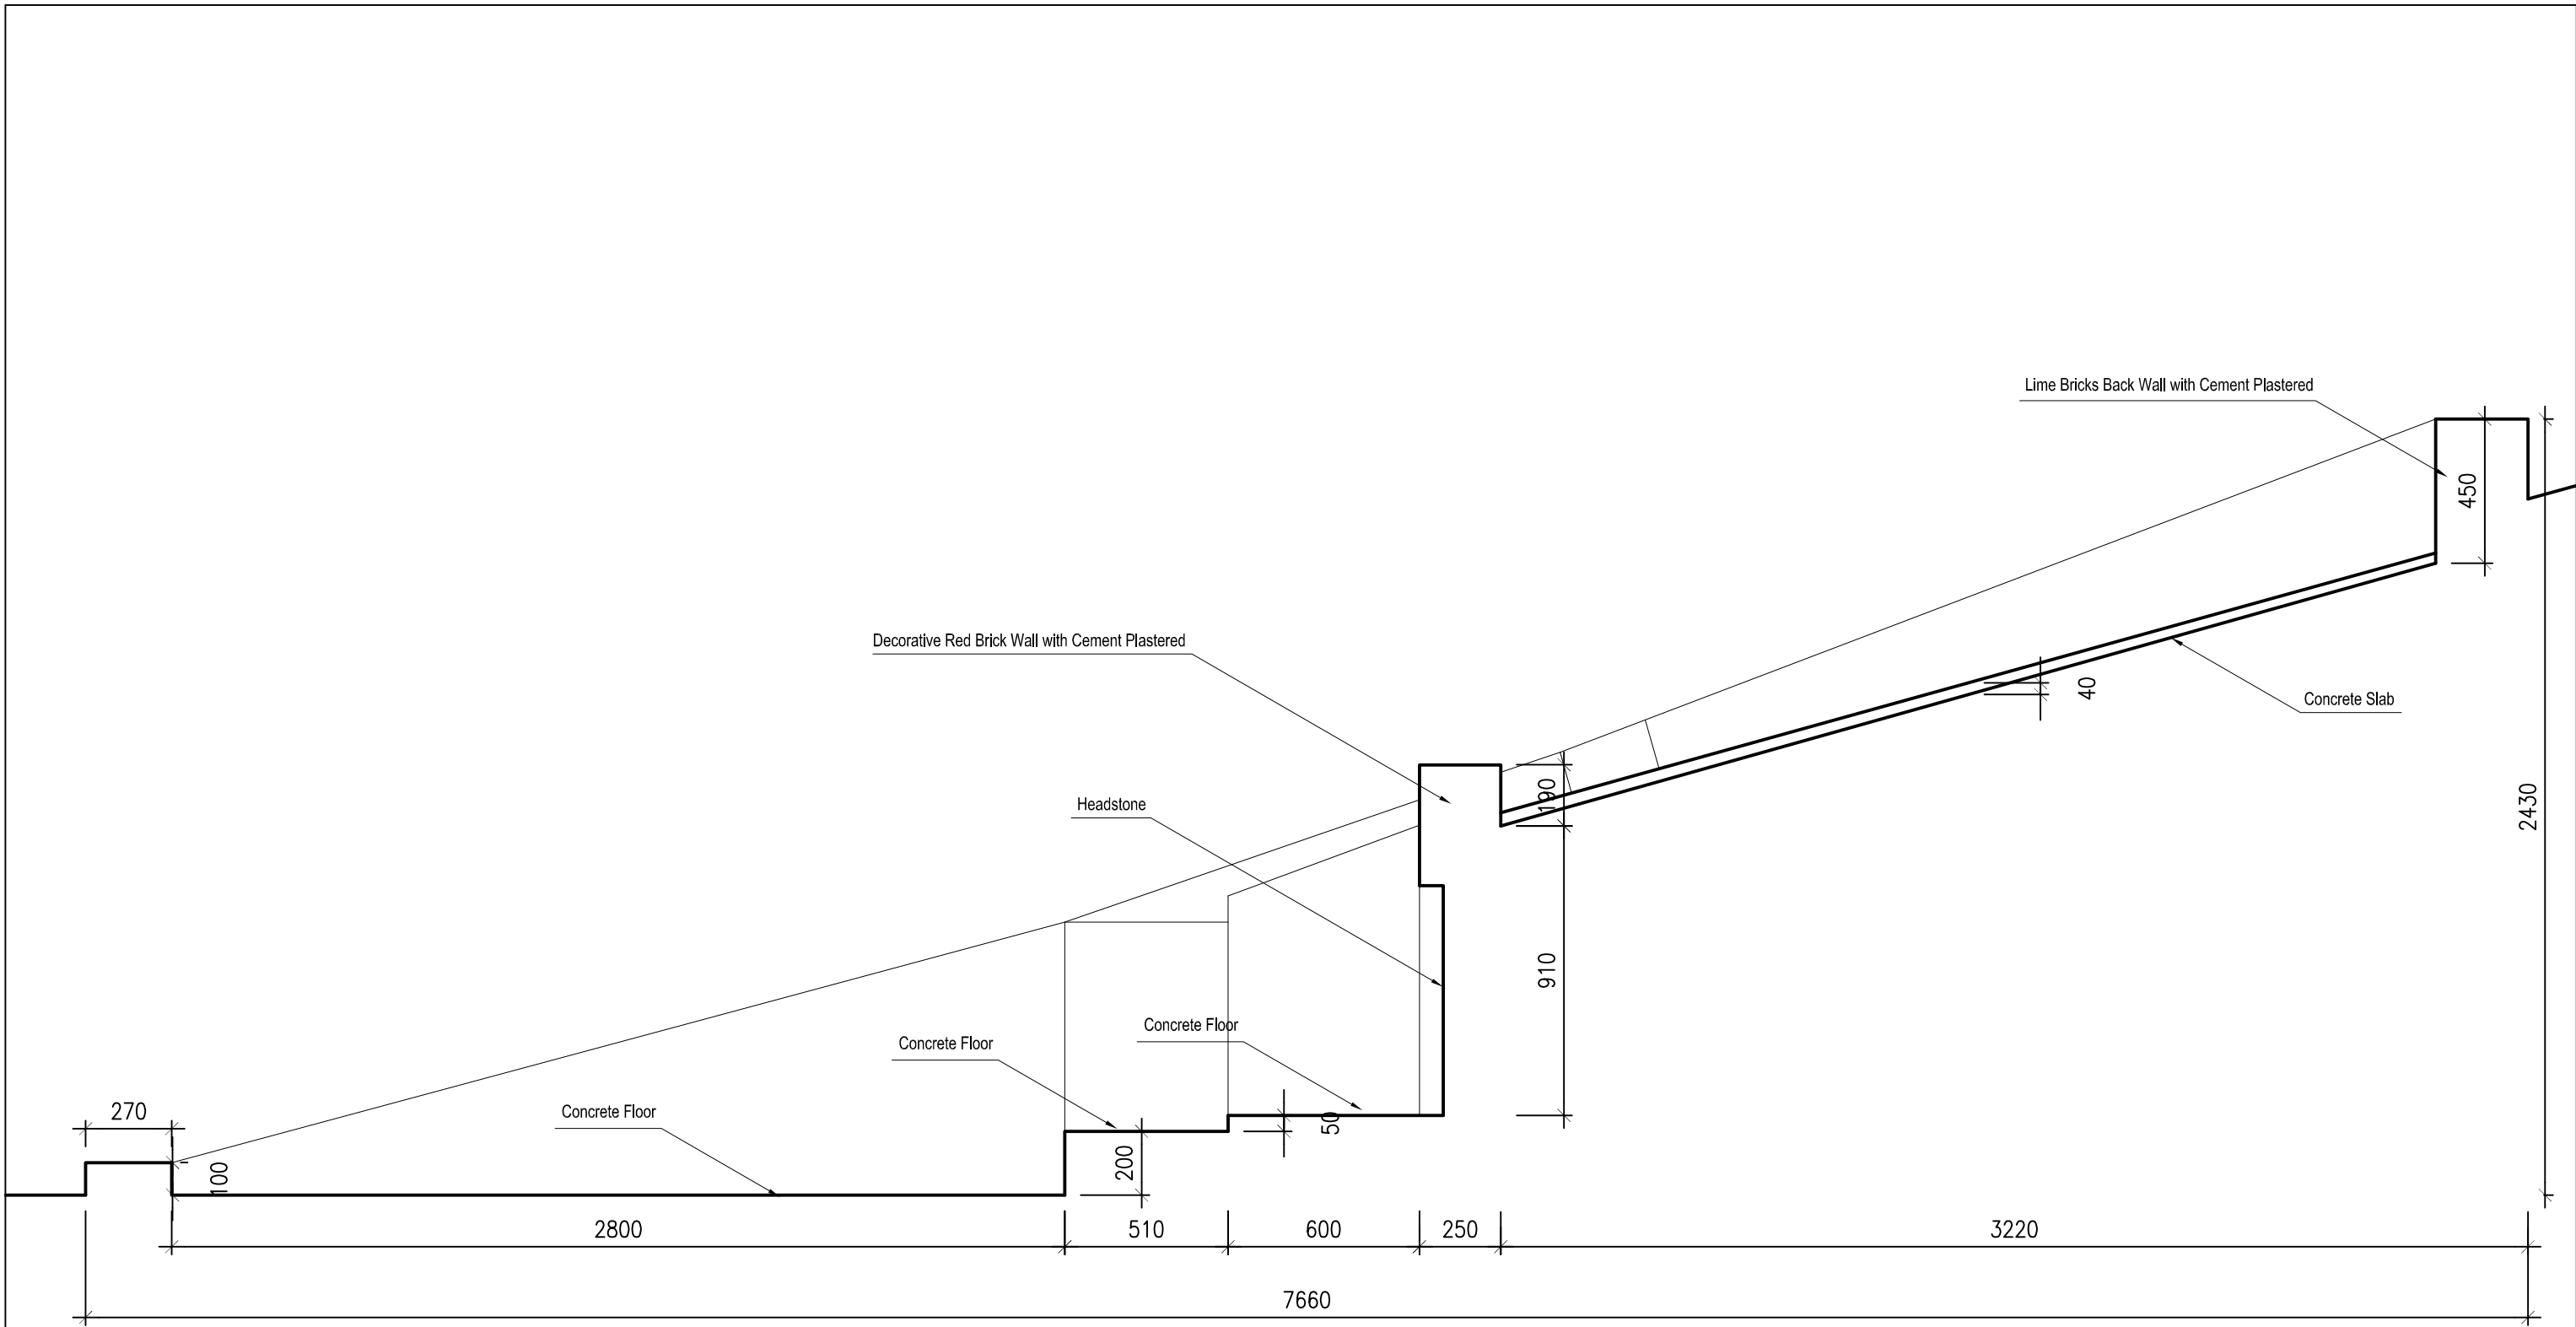 Lime Bricks Back Wall with Cement Plastered
450
Decorative Red Brick Wall with Cement Plastered
40
Concrete Slab
190
2430
Headstone
910
Concrete Floor
Concrete Floor
Concrete Floor
270
50
200
100
2800
510
600
250
3220
7660